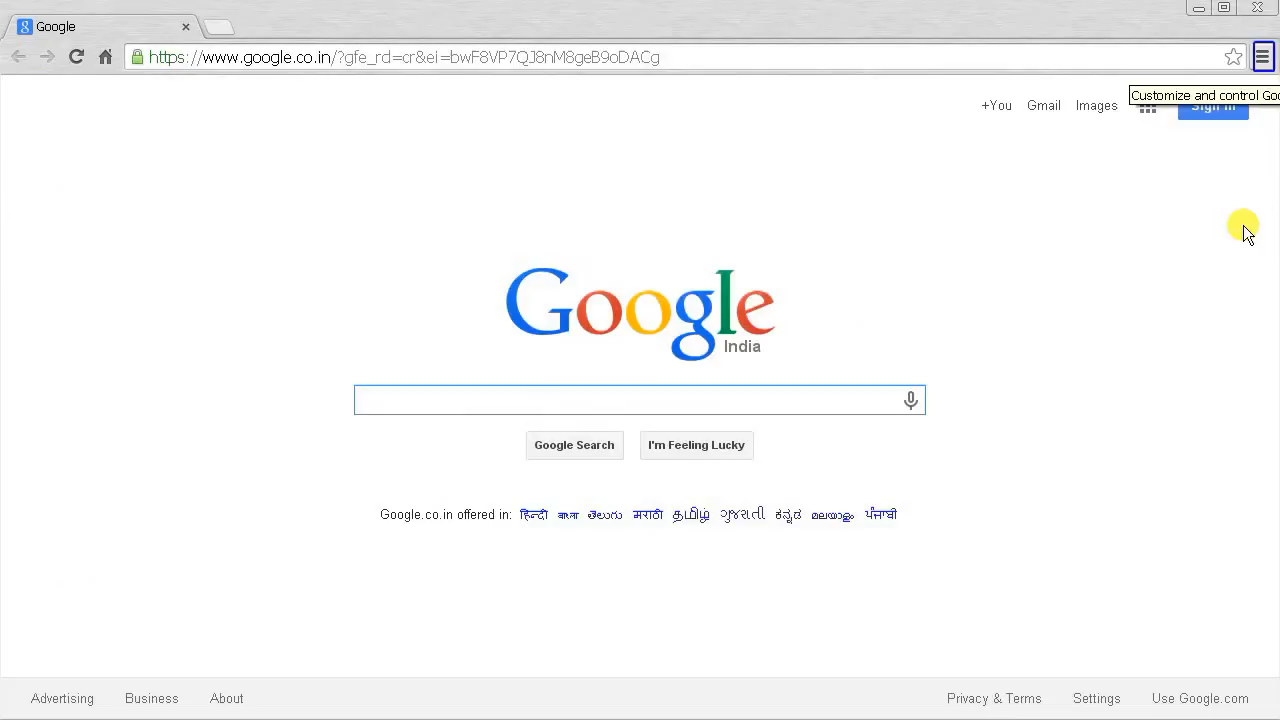 Google
https://www.google.co.in/?gfe_rd=cr&ei=bwF8VP7QJ8nM8geB9oDACg
Customize and control Goo
+You Gmail Images Sign in
Google
India
Google Search I'm Feeling Lucky
Google.co.in offered in: हिन्दी বাংলা తెలుగు मराठी தமிழ் ગુજરાતી ಕನ್ನಡ മലയാളം ਪੰਜਾਬੀ
Advertising Business About Privacy & Terms Settings Use Google.com